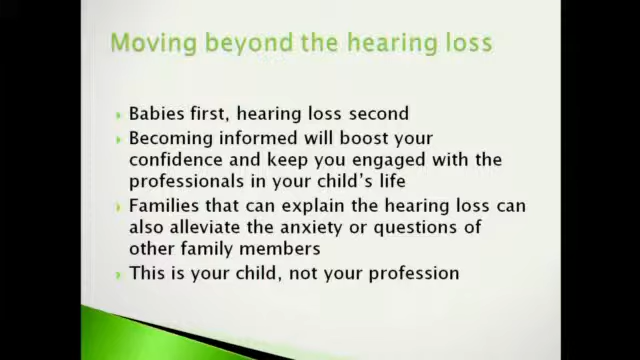 Moving beyond the hearing loss
Babies first, hearing loss second
Becoming informed will boost your
confidence and keep you engaged with the
professionals in your child's life
Families that can explain the hearing loss can
also alleviate the anxiety or questions of
other family members
This is your child, not your profession